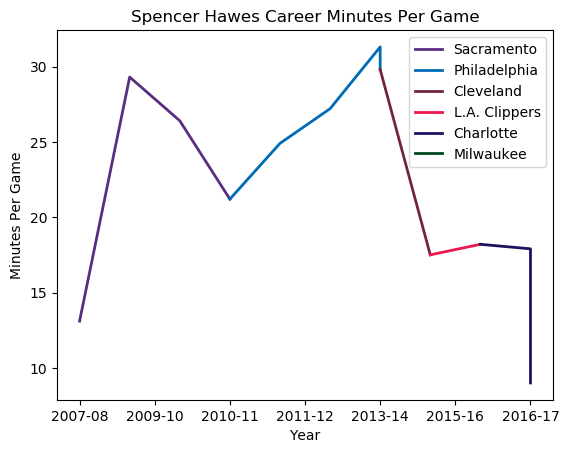 Spencer Hawes Career Minutes Per Game
Sacramento
Philadelphia
Cleveland
L.A. Clippers
Charlotte
Milwaukee
Minutes Per Game
30
25
20
15
10
2007-08 2009-10 2010-11 2011-12 2013-14 2015-16 2016-17
Year